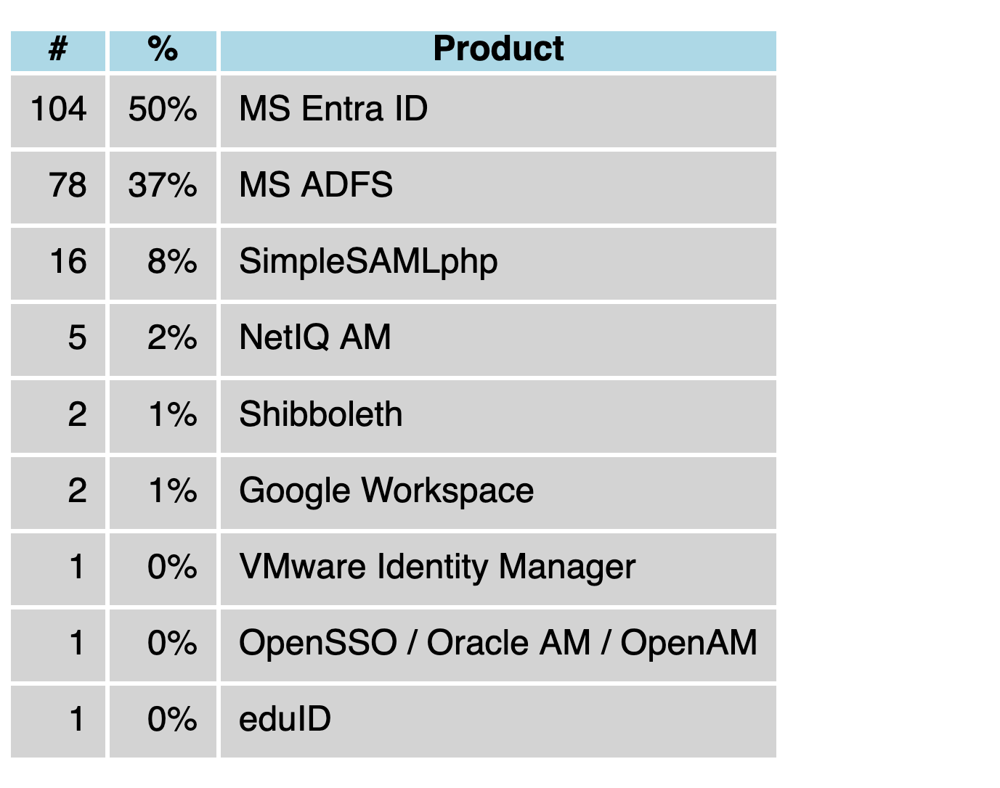 # % Product
104 50% MS Entra ID
78 37% MS ADFS
16 8% SimpleSAMLphp
5 2% NetIQ AM
2 1% Shibboleth
2 1% Google Workspace
1 0% VMware Identity Manager
1 0% OpenSSO / Oracle AM / OpenAM
1 0% eduID